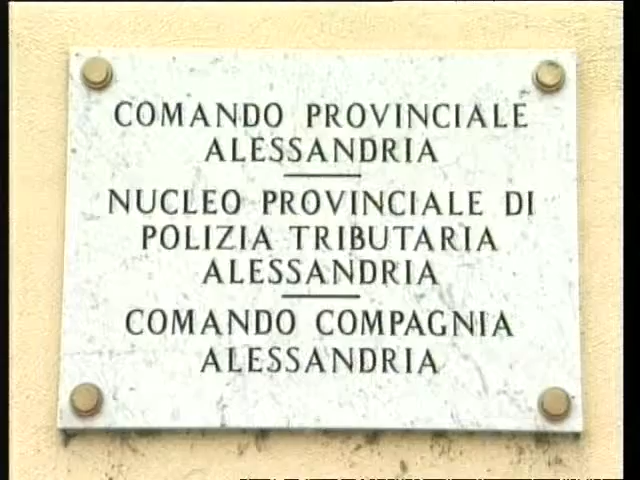 COMANDO PROVINCIALE
ALESSANDRIA
NUCLEO PROVINCIALE DI
POLIZIA TRIBUTARIA
ALESSANDRIA
COMANDO COMPAGNIA
ALESSANDRIA